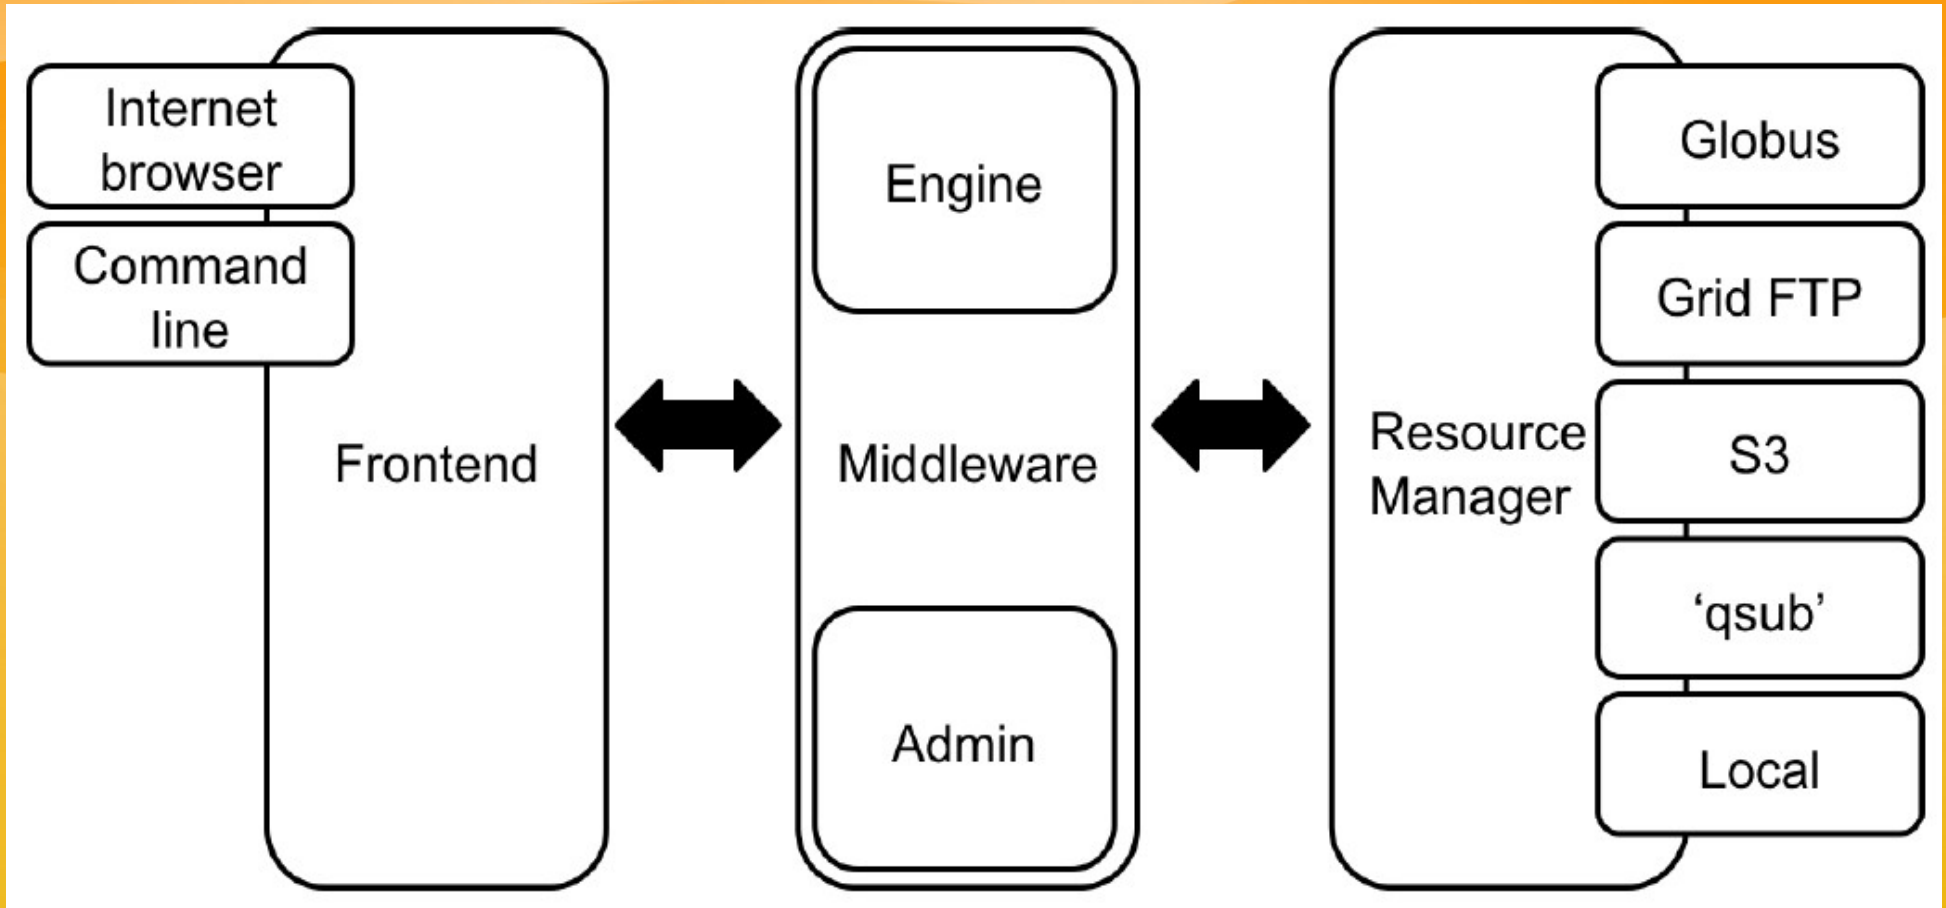 Internet
browser
Command
line
Frontend
Engine
Middleware
Admin
Resource
Manager
Globus
Grid FTP
S3
‘qsub’
Local